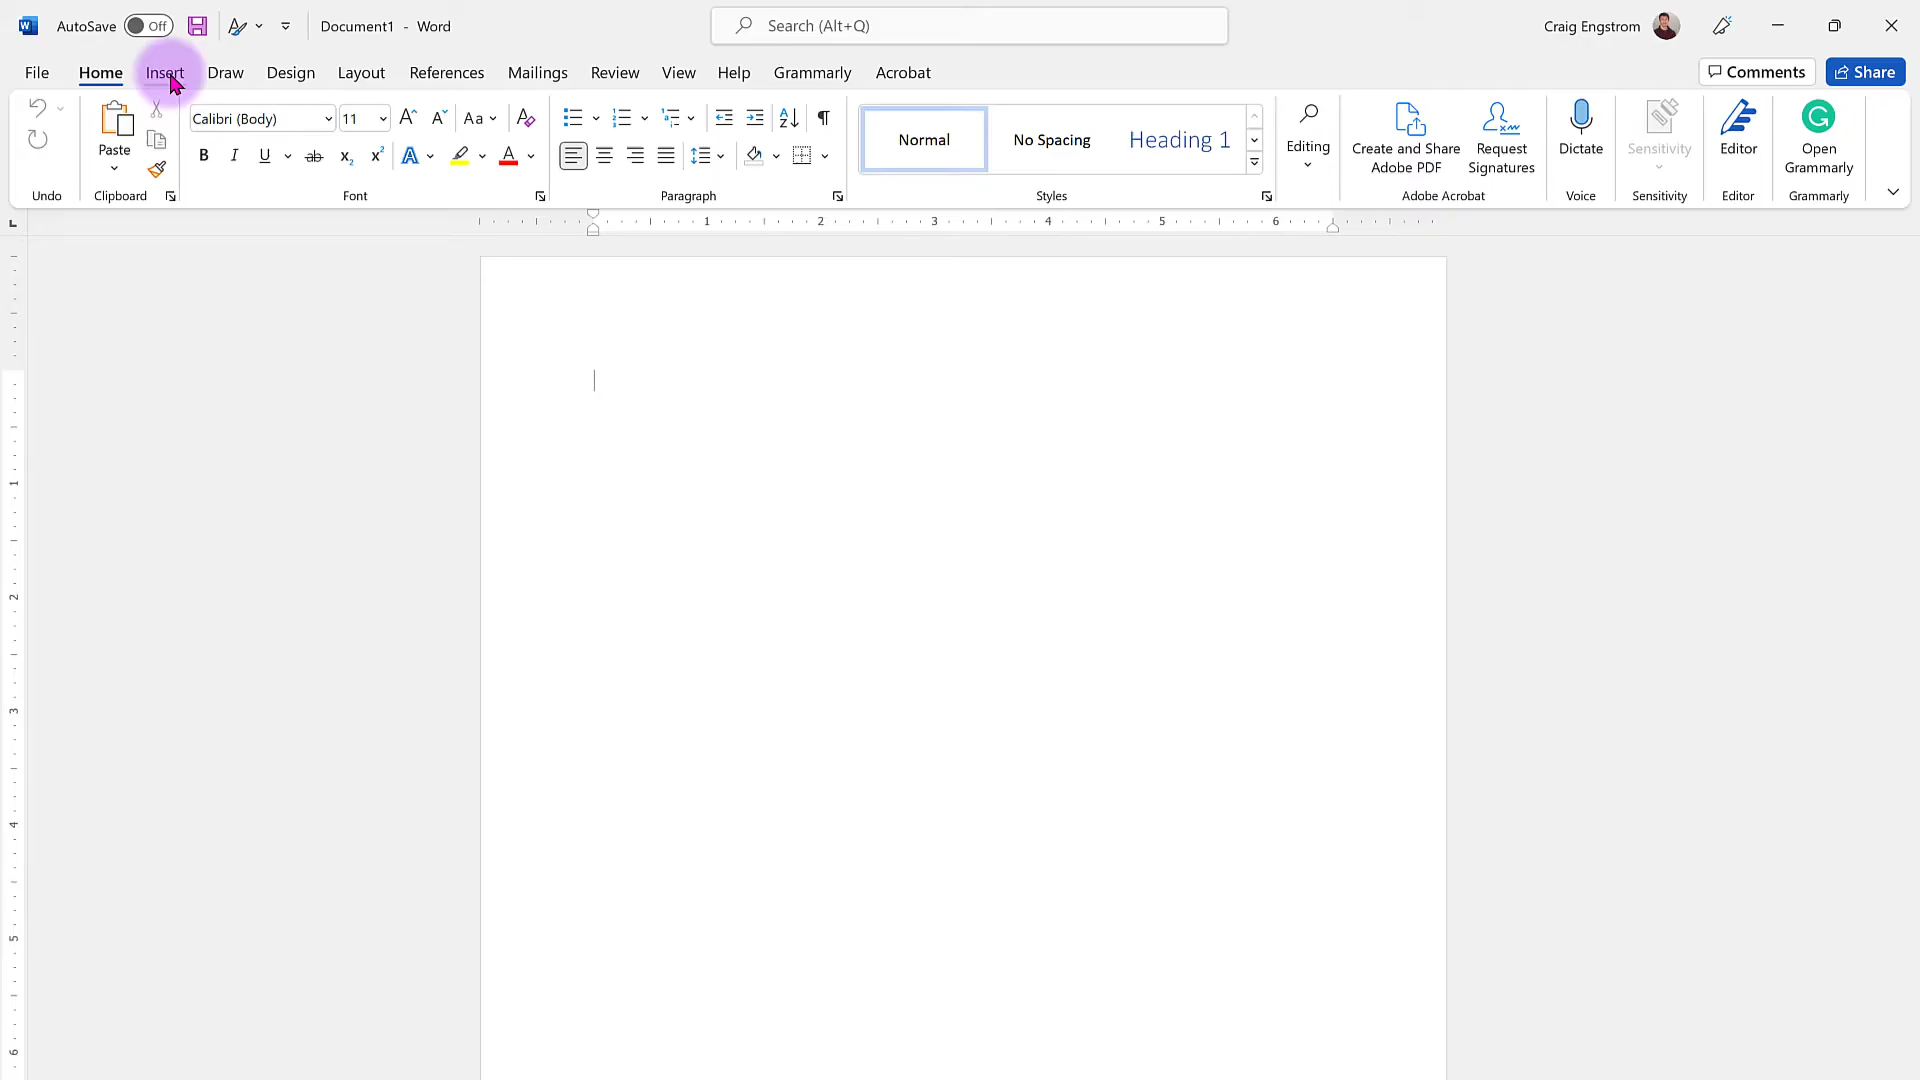 W AutoSave Off Document1 - Word Search (Alt+Q) Craig Engstrom
File Home Insert Draw Design Layout References Mailings Review View Help Grammarly Acrobat Comments Share
Calibri (Body) 11 Aa
Paste Normal No Spacing Heading 1 Editing Create and Share Adobe PDF Request Signatures Dictate Sensitivity Editor Open Grammarly
B I U ab x2 x2 A A
Undo Clipboard Font Paragraph Styles Adobe Acrobat Voice Sensitivity Editor Grammarly
1 2 3 4 5 6
1
2
3
4
5
6